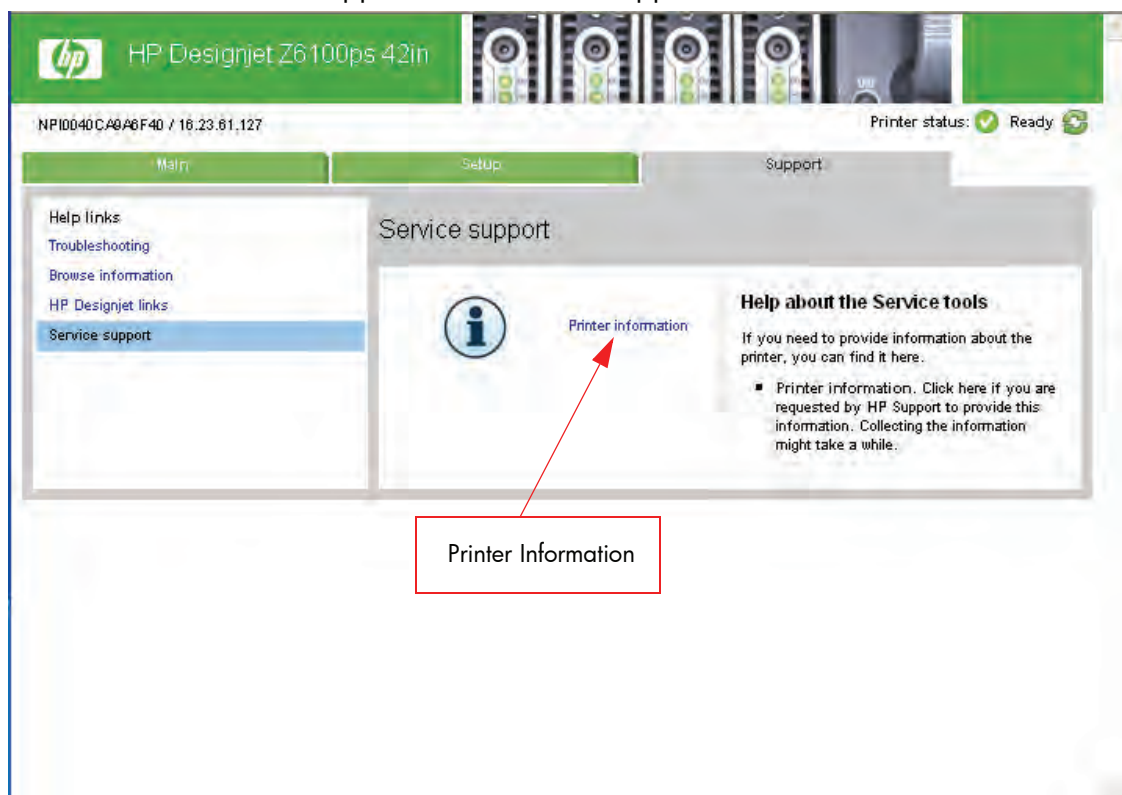 hp HP Designjet Z6100ps 42in
NPI0040CA9A6F40 / 16.23.61.127 Printer status: Ready
Main Setup Support
Help links
Troubleshooting
Browse information
HP Designjet links
Service support
Service support
Printer information
Help about the Service tools
If you need to provide information about the
printer, you can find it here.
Printer information. Click here if you are
requested by HP Support to provide this
information. Collecting the information
might take a while.
Printer Information